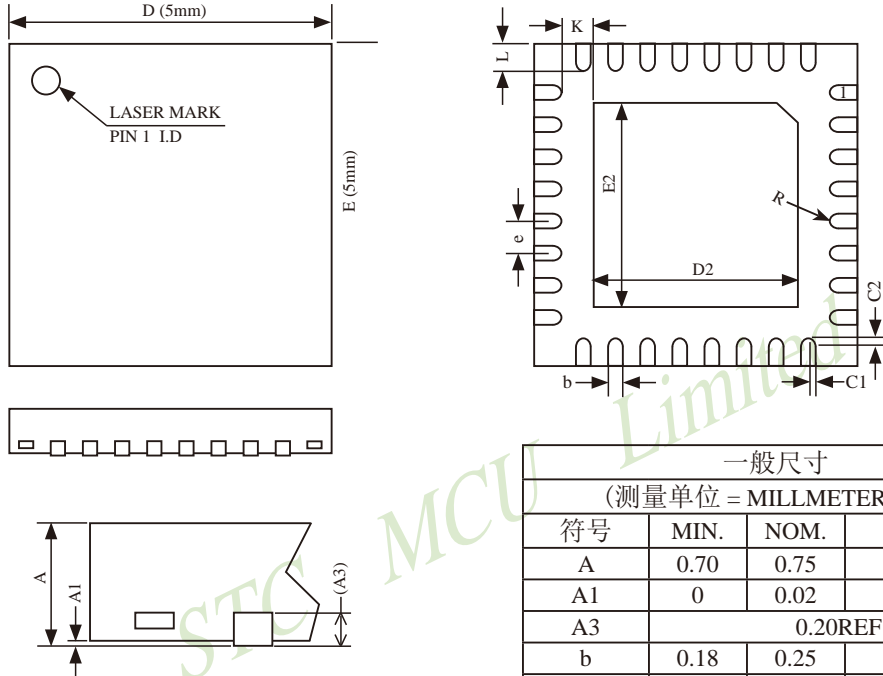 D (5mm)
LASER MARK
PIN 1 I.D
E (5mm)
K
L
1
E2
e
R
D2
C2
b
C1
A
A1
(A3)
STC MCU Limited
一般尺寸
(测量单位 = MILLMETER
符号 MIN. NOM.
A 0.70 0.75
A1 0 0.02
A3 0.20REF
b 0.18 0.25